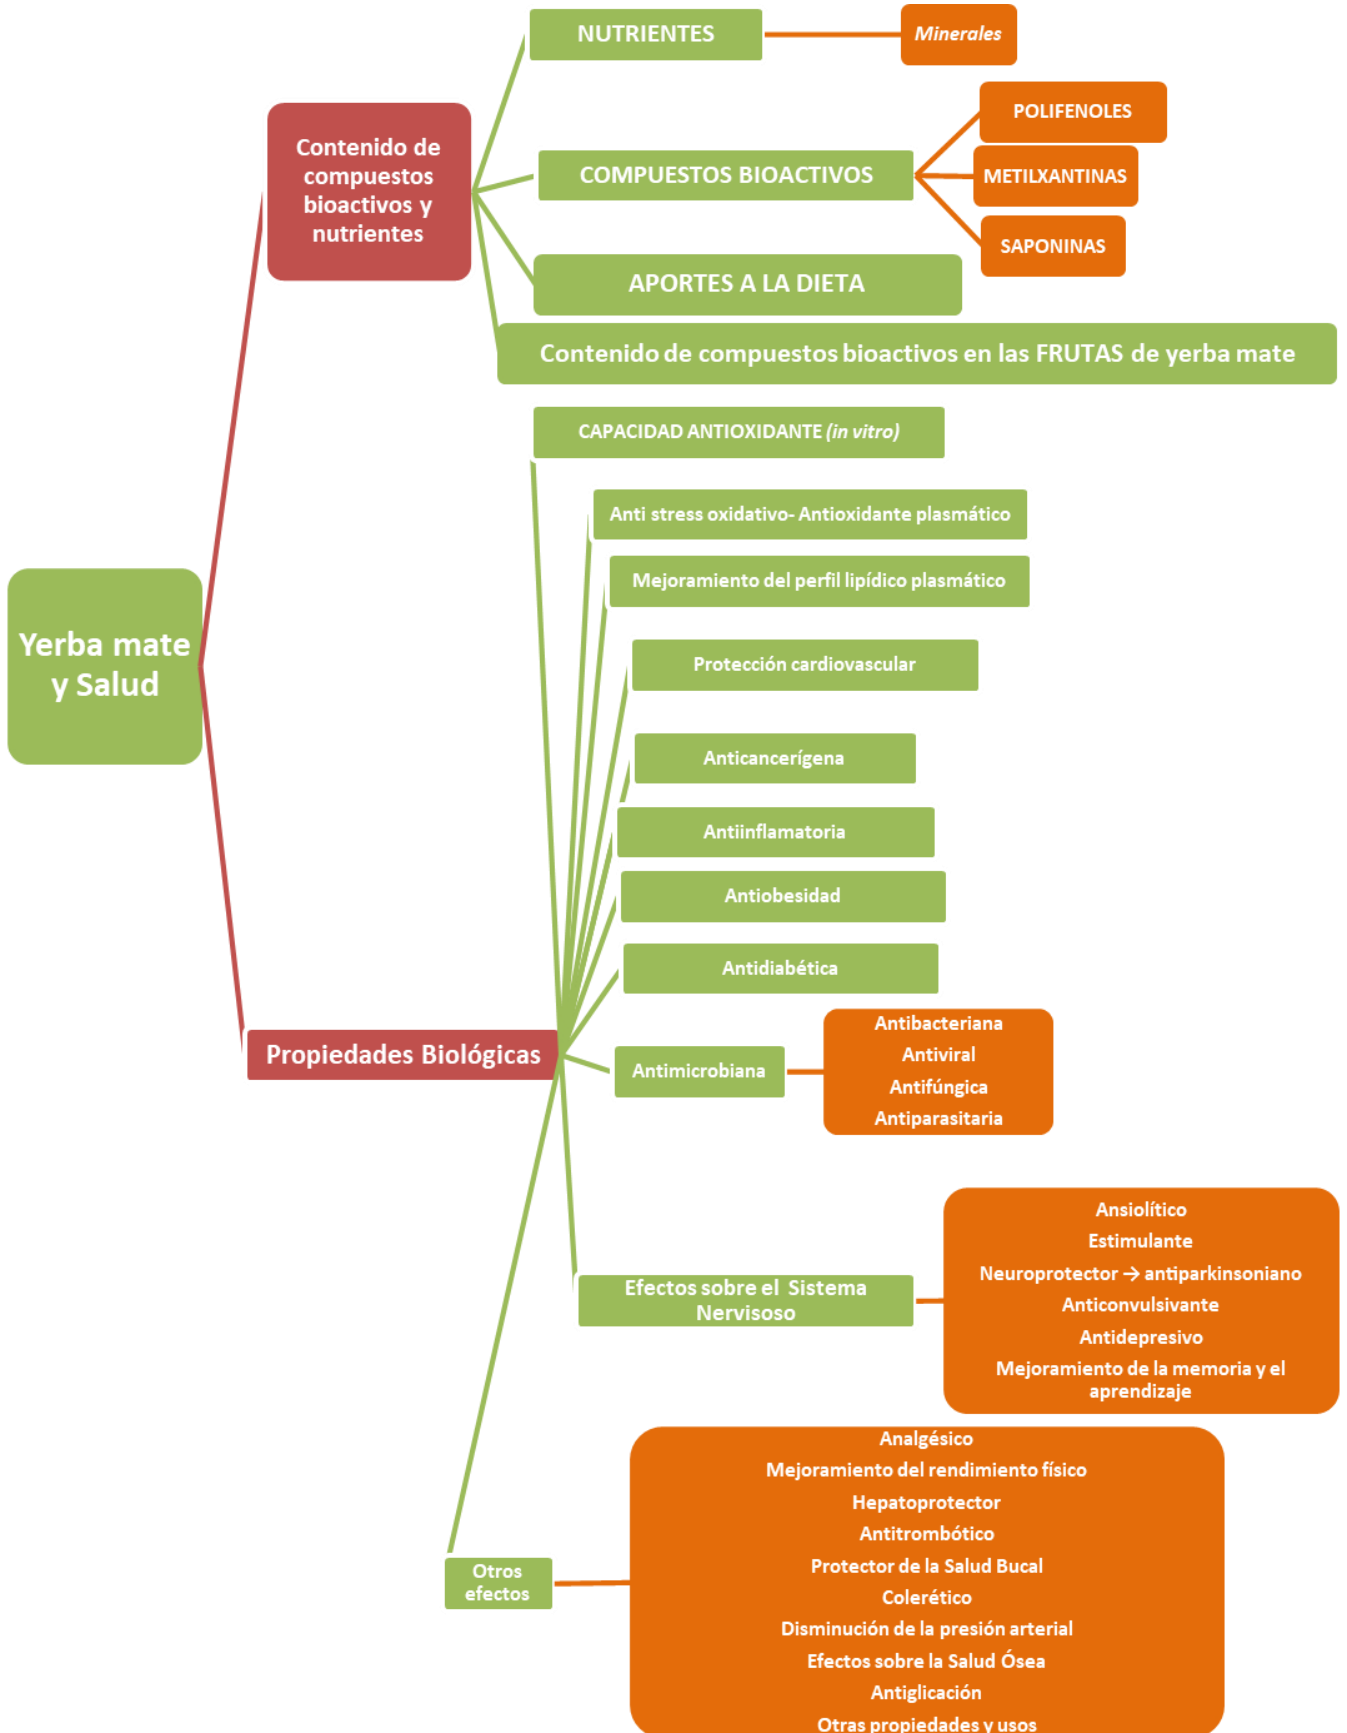 Yerba mate
y Salud
Contenido de
compuestos
bioactivos y
nutrientes
NUTRIENTES
Minerales
COMPUESTOS BIOACTIVOS
POLIFENOLES
METILXANTINAS
SAPONINAS
APORTES A LA DIETA
Contenido de compuestos bioactivos en las FRUTAS de yerba mate
Propiedades Biológicas
CAPACIDAD ANTIOXIDANTE (in vitro)
Anti stress oxidativo- Antioxidante plasmático
Mejoramiento del perfil lipídico plasmático
Protección cardiovascular
Anticancerígena
Antiinflamatoria
Antiobesidad
Antidiabética
Antimicrobiana
Antibacteriana
Antiviral
Antifúngica
Antiparasitaria
Efectos sobre el Sistema
Nervisoso
Ansiolítico
Estimulante
Neuroprotector → antiparkinsoniano
Anticonvulsivante
Antidepresivo
Mejoramiento de la memoria y el
aprendizaje
Otros
efectos
Analgésico
Mejoramiento del rendimiento físico
Hepatoprotector
Antitrombótico
Protector de la Salud Bucal
Colerético
Disminución de la presión arterial
Efectos sobre la Salud Ósea
Antiglicación
Otras propiedades y usos